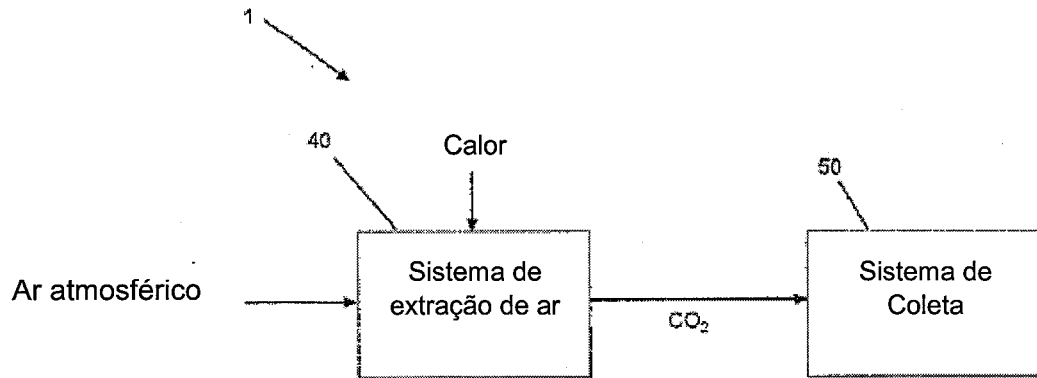 1
40
Calor
50
Ar atmosférico
Sistema de
extração de ar
CO₂
Sistema de
Coleta